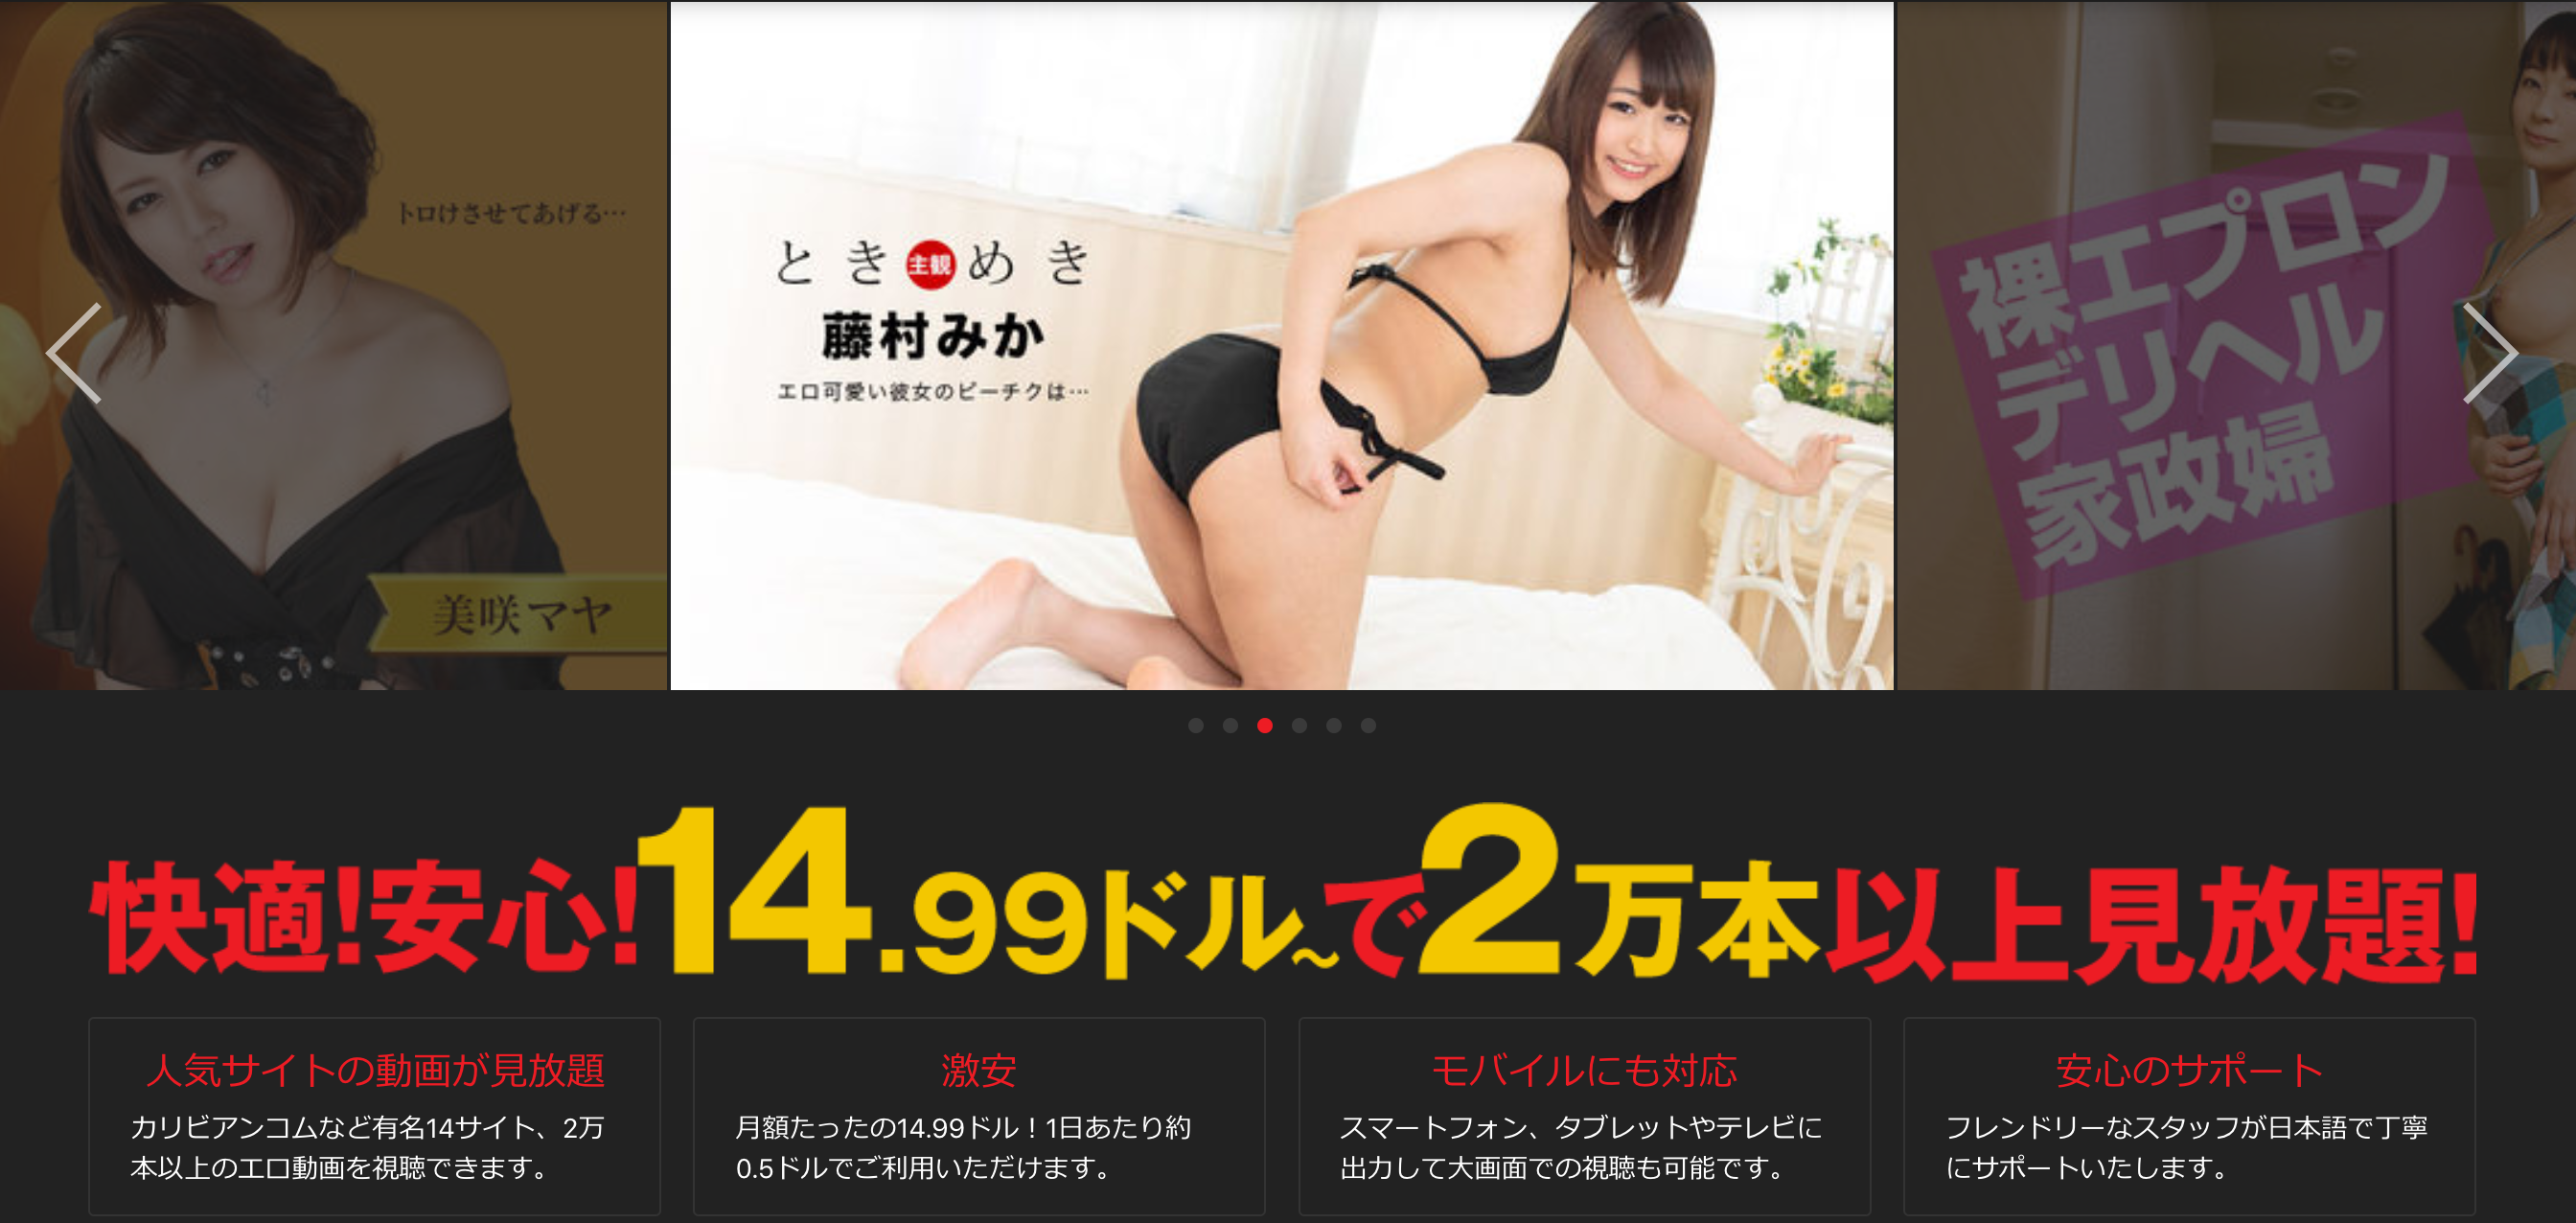 トロけさせてあげる…
美咲マヤ
とき主観めき
藤村みか
エロ可愛い彼女のビーチクは…
裸エプロン
デリヘル
家政婦
快適!安心!14.99ドル~で2万本以上見放題!
人気サイトの動画が見放題
カリビアンコムなど有名14サイト、2万
本以上のエロ動画を視聴できます。
激安
月額たったの14.99ドル！1日あたり約
0.5ドルでご利用いただけます。
モバイルにも対応
スマートフォン、タブレットやテレビに
出力して大画面での視聴も可能です。
安心のサポート
フレンドリーなスタッフが日本語で丁寧
にサポートいたします。